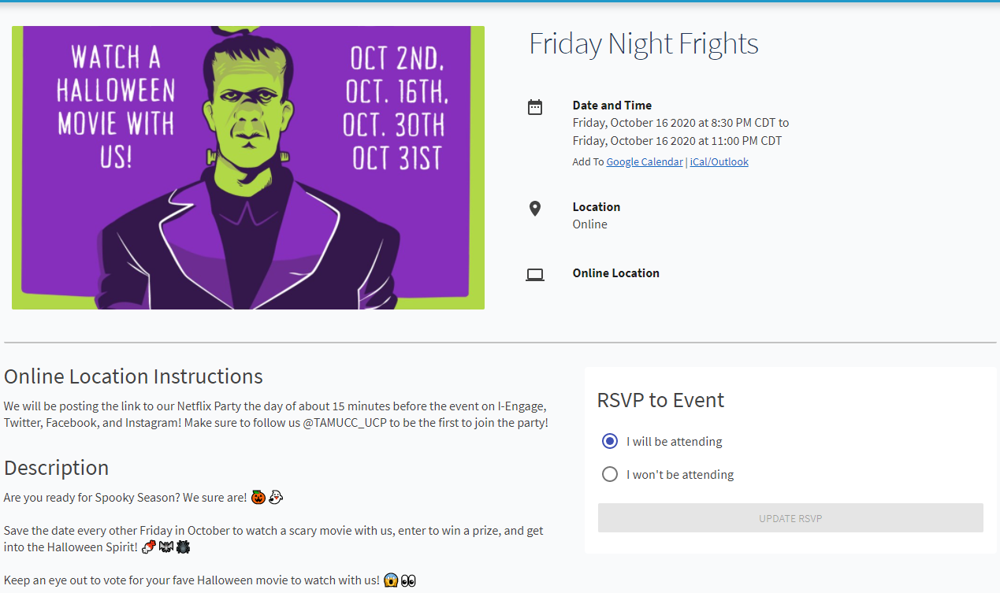 WATCH A
HALLOWEEN
MOVIE WITH
US!
OCT 2ND,
OCT. 16TH,
OCT. 30TH
OCT 31ST
Friday Night Frights
Date and Time
Friday, October 16 2020 at 8:30 PM CDT to
Friday, October 16 2020 at 11:00 PM CDT
Add To Google Calendar | iCal/Outlook
Location
Online
Online Location
Online Location Instructions
We will be posting the link to our Netflix Party the day of about 15 minutes before the event on I-Engage,
Twitter, Facebook, and Instagram! Make sure to follow us @TAMUCC_UCP to be the first to join the party!
Description
Are you ready for Spooky Season? We sure are! 🎃👻
Save the date every other Friday in October to watch a scary movie with us, enter to win a prize, and get
into the Halloween Spirit! 🍖🦇🕷
Keep an eye out to vote for your fave Halloween movie to watch with us! 😱👀
RSVP to Event
I will be attending
I won't be attending
UPDATE RSVP